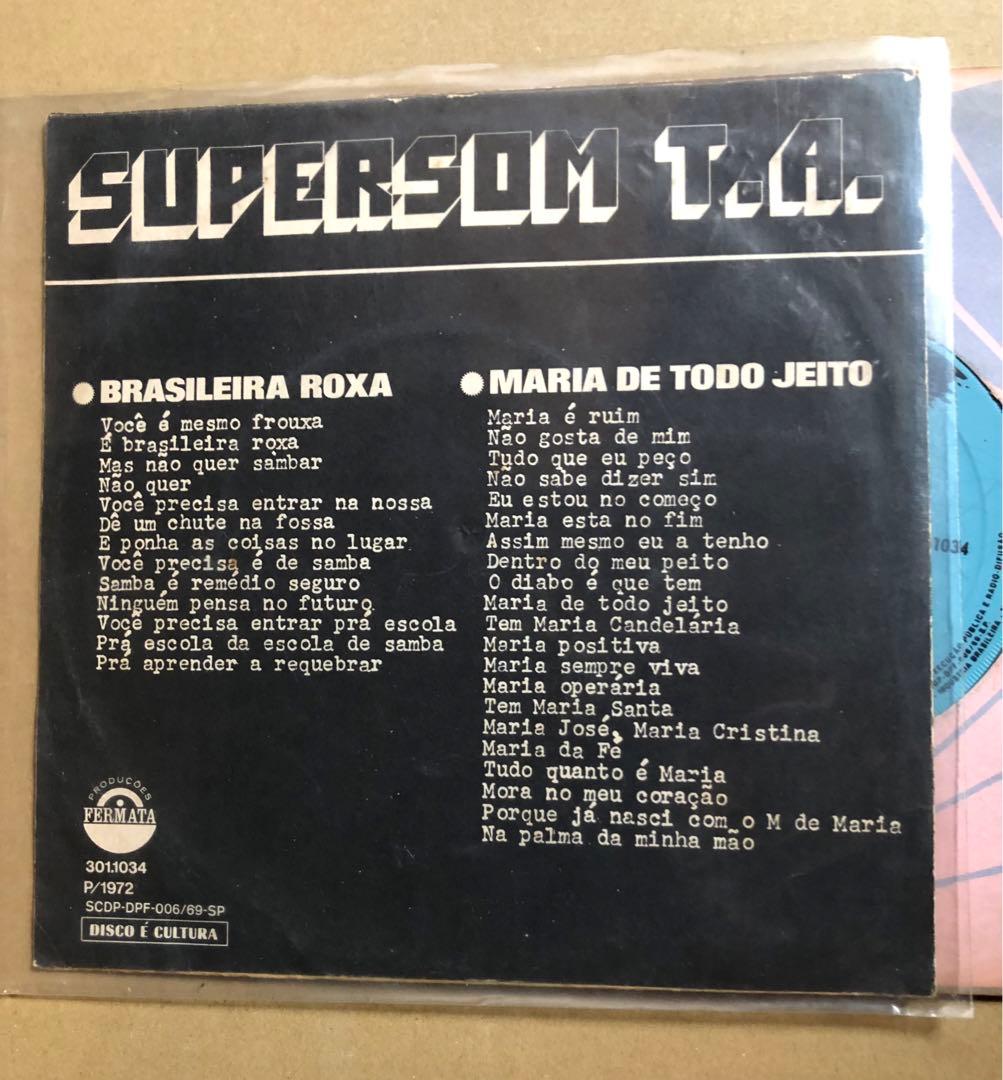 SUPERSOM T.A.
BRASILEIRA ROXA
Você é mesmo frouxa
E brasileira roxa
Mas não quer sambar
Não quer
Você precisa entrar na nossa
Dê um chute na fossa
E ponha as coisas no lugar
Você precisa é de samba
Samba é remédio seguro
Ninguém pensa no futuro
Você precisa entrar prá escola
Prá escola da escola de samba
Prá aprender a requebrar
MARIA DE TODO JEITO
Maria é ruim
Não gosta de mim
Tudo que eu peço
Não sabe dizer sim
Eu estou no começo
Maria esta no fim
Assim mesmo eu a tenho
Dentro do meu peito
O diabo é que tem
Maria de todo jeito
Tem Maria Candelária
Maria positiva
Maria sempre viva
Maria operária
Tem Maria Santa
Maria José, Maria Cristina
Maria da Fé
Tudo quanto é Maria
Mora no meu coração
Porque já nasci com o M de Maria
Na palma da minha mão
PRODUCÕES
FERMATA
301.1034
P/1972
SCDP-DPF-006/69-SP
DISCO É CULTURA
1034
PÚBLICA E RADIO-DIFUSÃO
BRASILEIRA